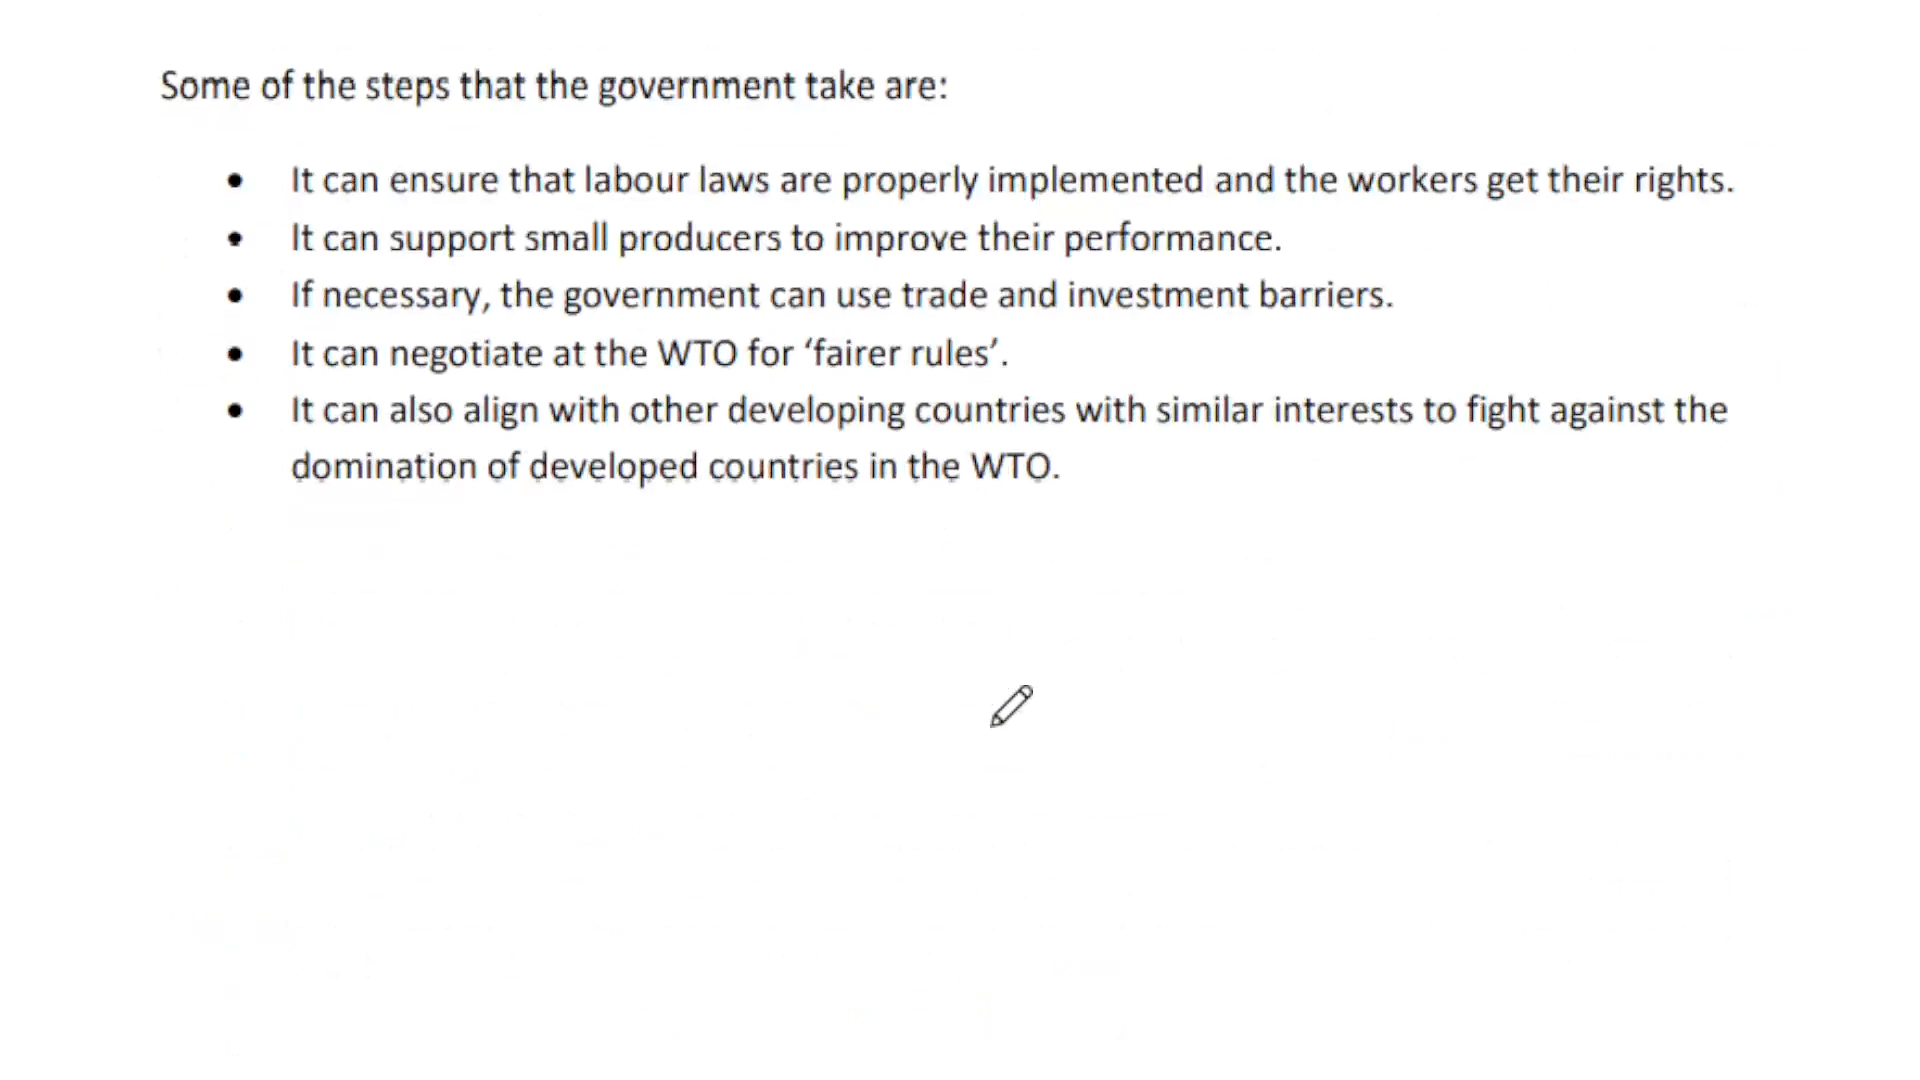 Some of the steps that the government take are:
• It can ensure that labour laws are properly implemented and the workers get their rights.
• It can support small producers to improve their performance.
• If necessary, the government can use trade and investment barriers.
• It can negotiate at the WTO for ‘fairer rules’.
• It can also align with other developing countries with similar interests to fight against the
domination of developed countries in the WTO.